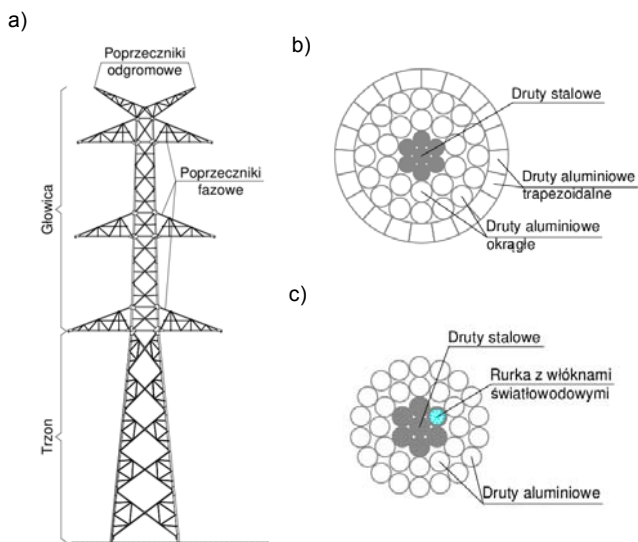 a)
Poprzeczniki
odgromowe
Głowica
Poprzeczniki
fazowe
Trzon
b)
Druty stalowe
Druty aluminiowe
trapezoidalne
Druty aluminiowe
okrągłe
c)
Druty stalowe
Rurka z włóknami
światłowodowymi
Druty aluminiowe